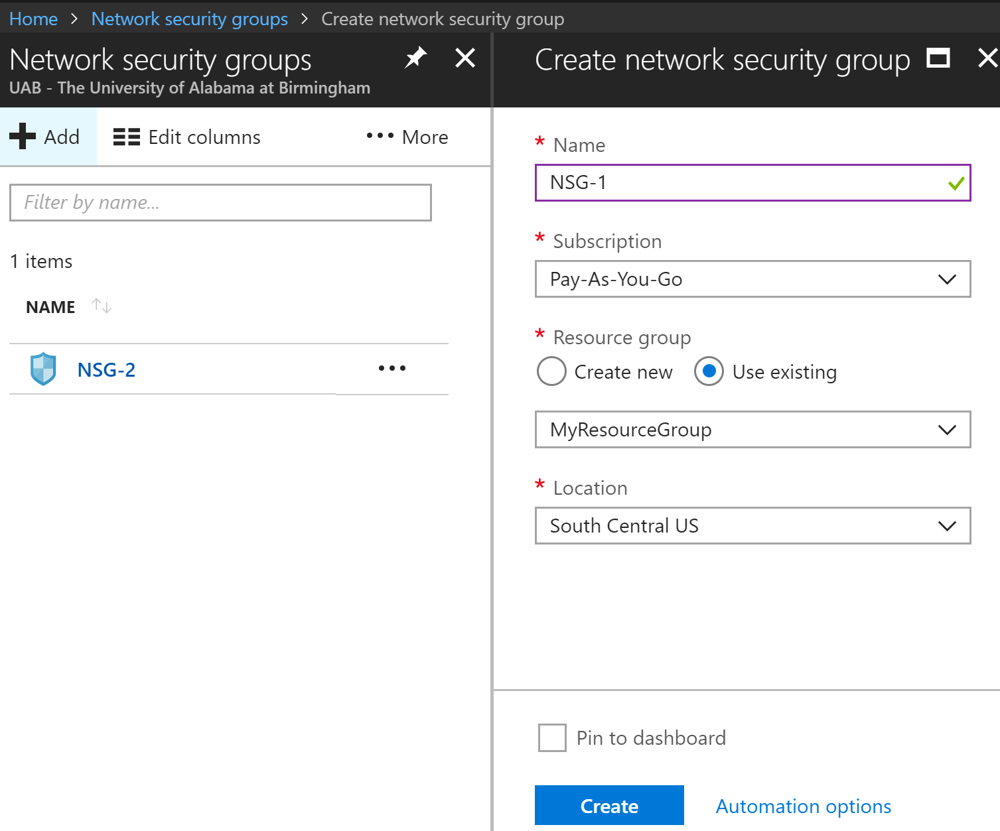 Home > Network security groups > Create network security group
Network security groups
UAB - The University of Alabama at Birmingham
Add
Edit columns
More
Filter by name...
1 items
NAME
NSG-2
Create network security group
* Name
NSG-1
* Subscription
Pay-As-You-Go
* Resource group
Create new
Use existing
MyResourceGroup
* Location
South Central US
Pin to dashboard
Create
Automation options